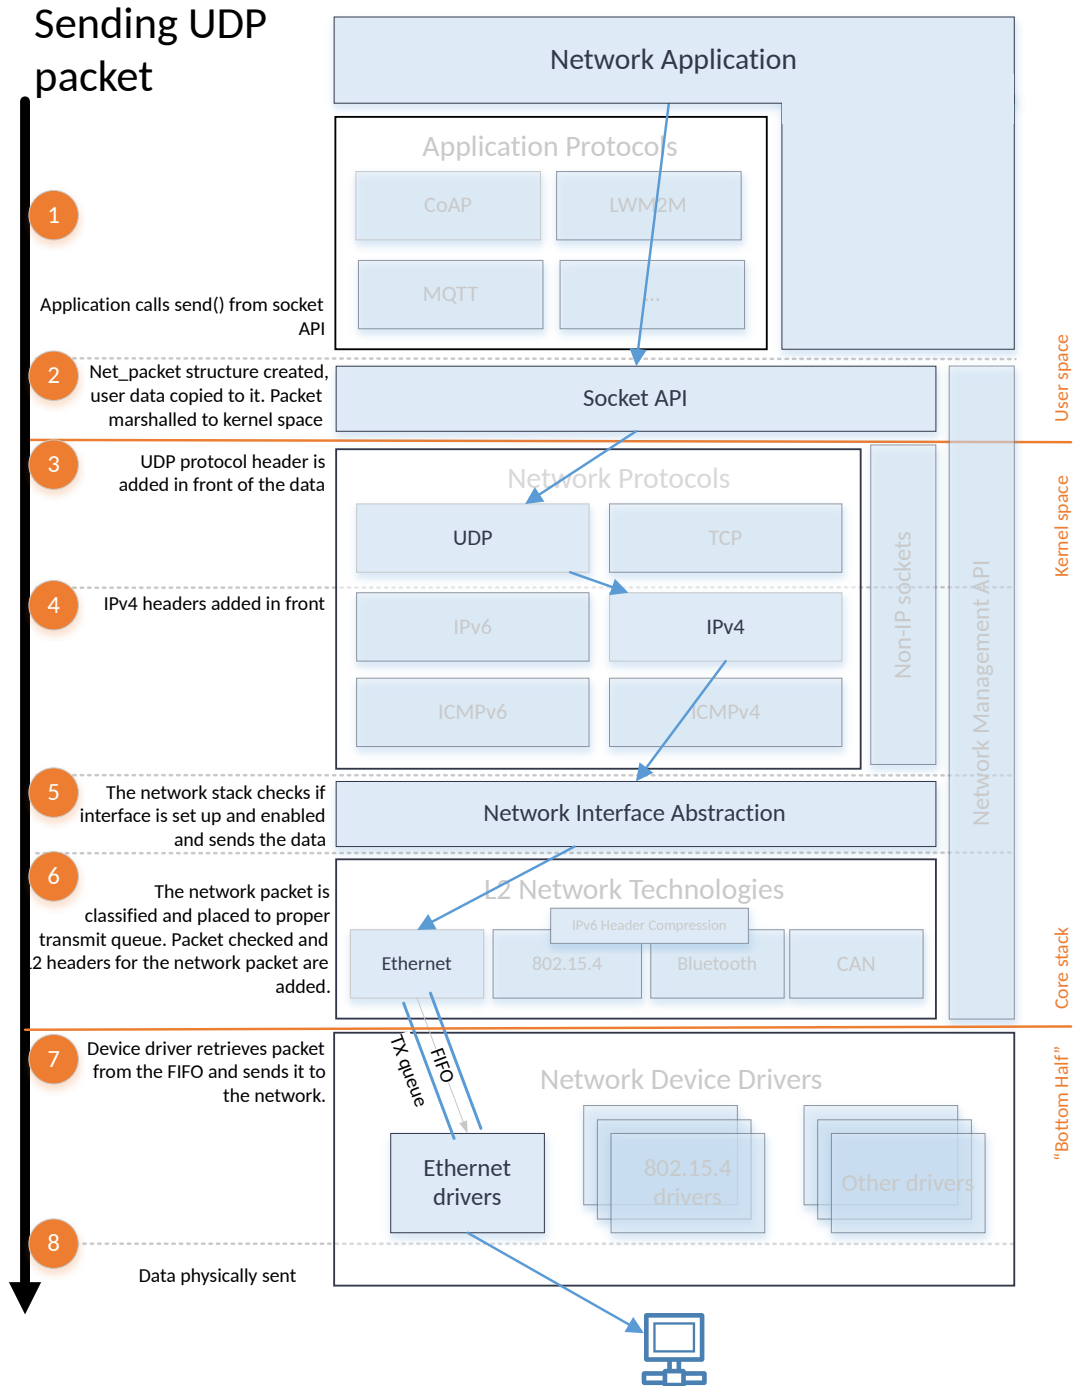 Sending UDP
packet
Network Application
Application Protocols
CoAP
LWM2M
MQTT
...
1
Application calls send() from socket
API
User space
2
Net_packet structure created,
user data copied to it. Packet
marshalled to kernel space
Socket API
3
UDP protocol header is
added in front of the data
Network Protocols
UDP
TCP
Kernel space
Non-IP sockets
Network Management API
4
IPv4 headers added in front
IPv6
IPv4
ICMPv6
ICMPv4
5
The network stack checks if
interface is set up and enabled
and sends the data
Network Interface Abstraction
6
The network packet is
classified and placed to proper
transmit queue. Packet checked and
L2 headers for the network packet are
added.
L2 Network Technologies
IPv6 Header Compression
Ethernet
802.15.4
Bluetooth
CAN
Core stack
7
Device driver retrieves packet
from the FIFO and sends it to
the network.
TX queue
FIFO
Network Device Drivers
"Bottom Half"
Ethernet
drivers
802.15.4
drivers
Other drivers
8
Data physically sent